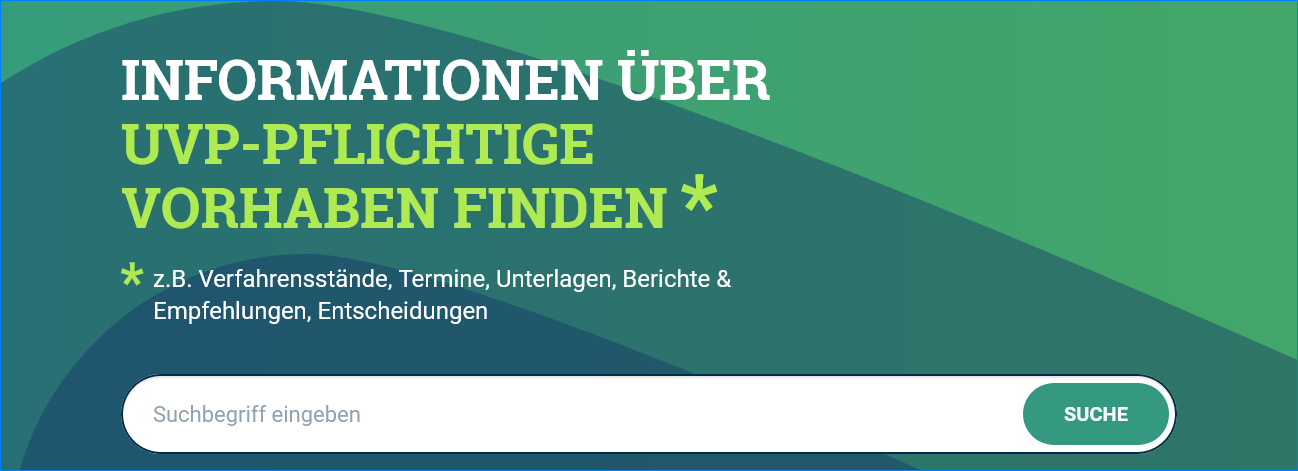 INFORMATIONEN ÜBER
UVP-PFLICHTIGE
VORHABEN FINDEN *
* z.B. Verfahrensstände, Termine, Unterlagen, Berichte &
Empfehlungen, Entscheidungen
Suchbegriff eingeben
SUCHE